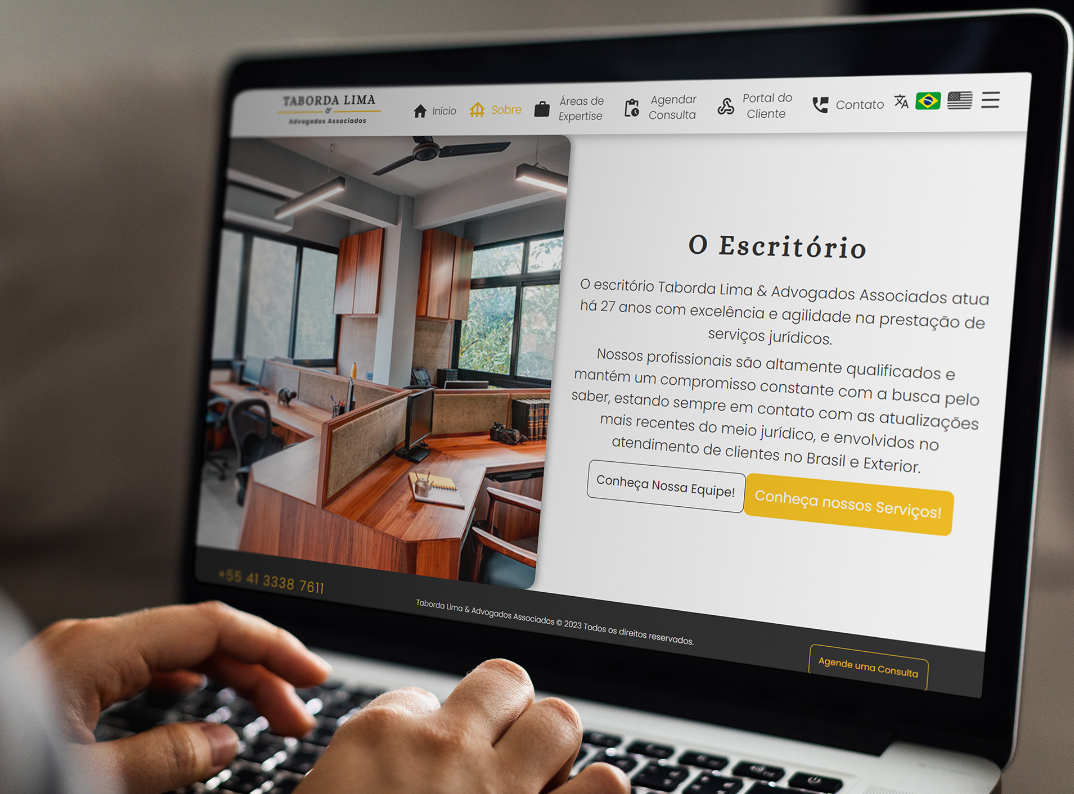 TABORDA LIMA
&
Advogados Associados
Início
Sobre
Áreas de
Expertise
Agendar
Consulta
Portal do
Cliente
Contato
O Escritório
O escritório Taborda Lima & Advogados Associados atua
há 27 anos com excelência e agilidade na prestação de
serviços jurídicos.
Nossos profissionais são altamente qualificados e
mantém um compromisso constante com a busca pelo
saber, estando sempre em contato com as atualizações
mais recentes do meio jurídico, e envolvidos no
atendimento de clientes no Brasil e Exterior.
Conheça Nossa Equipe!
Conheça nossos Serviços!
+55 41 3338 7611
Taborda Lima & Advogados Associados © 2023 Todos os direitos reservados.
Agende uma Consulta